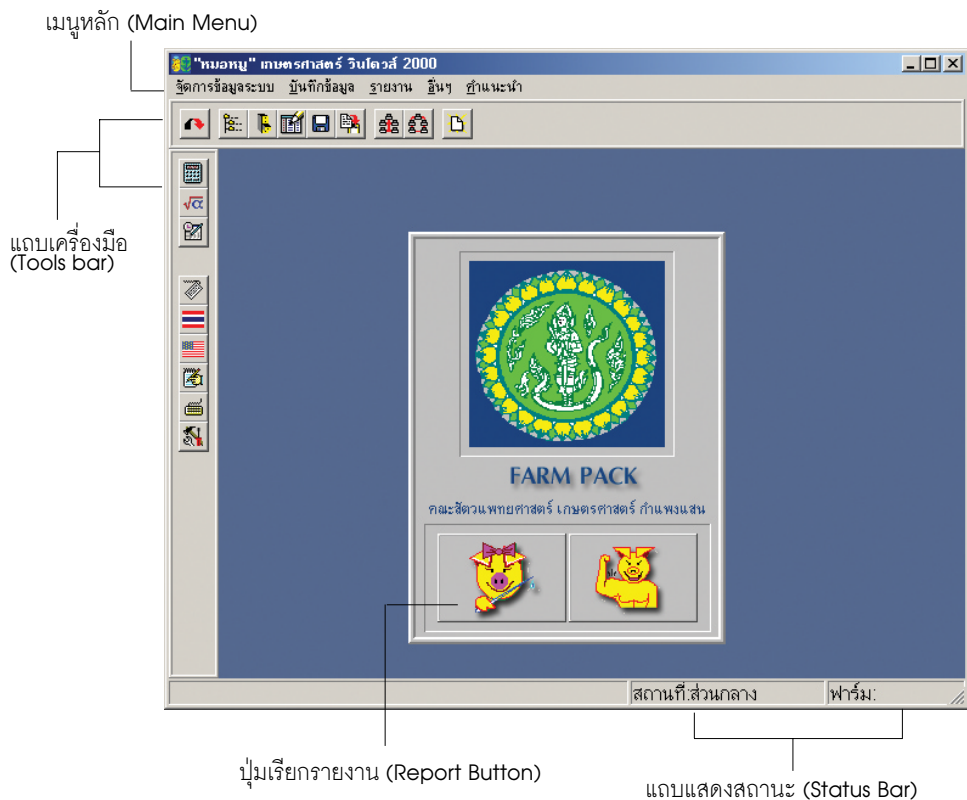 เมนูหลัก (Main Menu)
"หมอหมู" เกษตรศาสตร์ วินโดวส์ 2000
จัดการข้อมูลระบบ บันทึกข้อมูล รายงาน อื่นๆ คำแนะนำ
แถบเครื่องมือ
(Tools bar)
FARM PACK
คณะสัตวแพทยศาสตร์ เกษตรศาสตร์ กำแพงแสน
สถานที่:ส่วนกลาง ฟาร์ม:
ปุ่มเรียกรายงาน (Report Button)
แถบแสดงสถานะ (Status Bar)